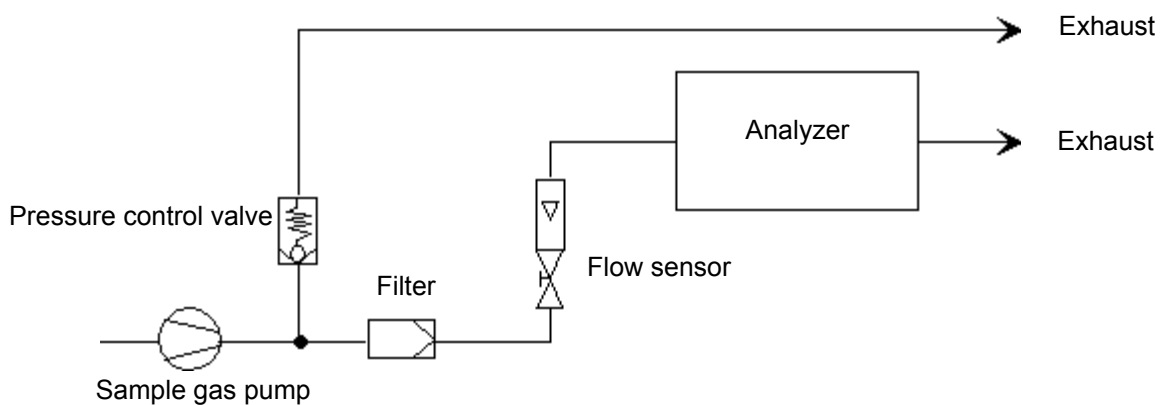 Exhaust
Analyzer
Exhaust
Pressure control valve
Flow sensor
Filter
Sample gas pump